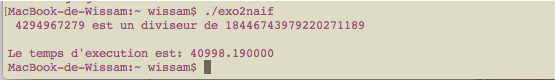 [MacBook-de-Wissam:~ wissam$ ./exo2naif
4294967279 est un diviseur de 18446743979220271189
Le temps d'execution est: 40998.190000
MacBook-de-Wissam:~ wissam$